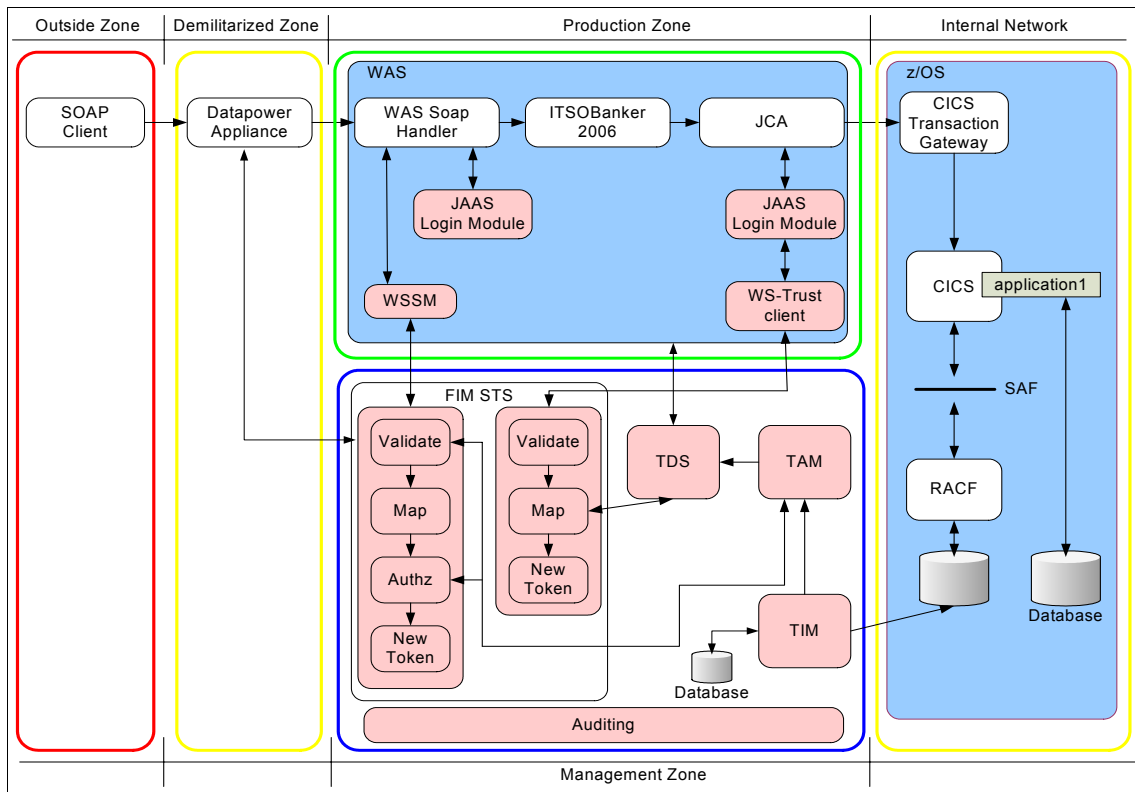 Outside Zone
Demilitarized Zone
Production Zone
Internal Network
WAS
z/OS
SOAP
Client
Datapower
Appliance
WAS Soap
Handler
ITSOBanker
2006
JCA
CICS
Transaction
Gateway
JAAS
Login Module
JAAS
Login Module
WSSM
WS-Trust
client
CICS
application1
SAF
FIM STS
Validate
Map
Authz
New
Token
Validate
Map
New
Token
TDS
TAM
RACF
TIM
Database
Database
Auditing
Management Zone